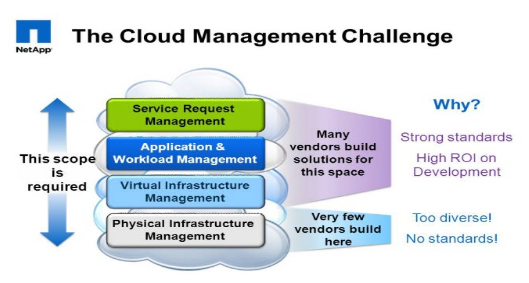 NetApp
The Cloud Management Challenge
This scope
is
required
Service Request
Management
Application &
Workload Management
Virtual Infrastructure
Management
Physical Infrastructure
Management
Many
vendors build
solutions for
this space
Very few
vendors build
here
Why?
Strong standards
High ROI on
Development
Too diverse!
No standards!